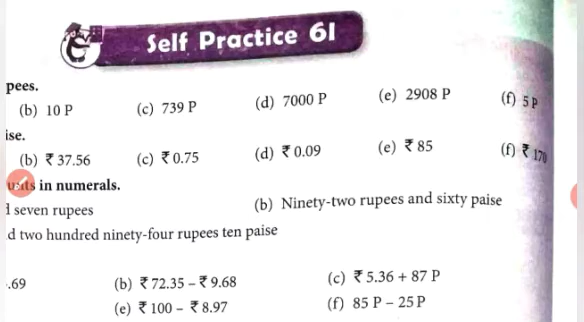 Self Practice 61
pees.
(b) 10 P (c) 739 P (d) 7000 P (e) 2908 P (f) 5 P
ise.
(b) ₹ 37.56 (c) ₹ 0.75 (d) ₹ 0.09 (e) ₹ 85 (f) ₹ 170
in numerals.
seven rupees (b) Ninety-two rupees and sixty paise
d two hundred ninety-four rupees ten paise
.69 (b) ₹ 72.35 – ₹ 9.68 (c) ₹ 5.36 + 87 P
(e) ₹ 100 – ₹ 8.97 (f) 85 P – 25 P